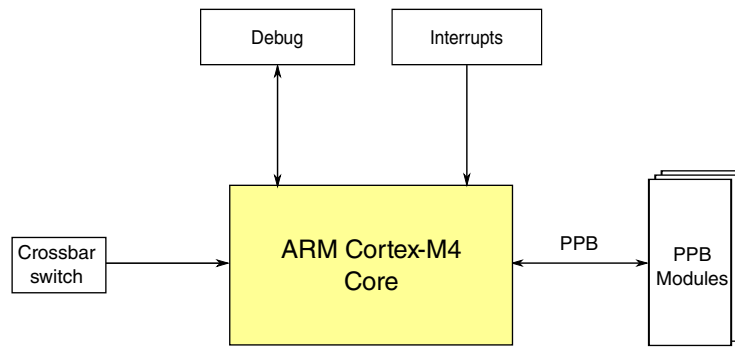 Debug
Interrupts
Crossbar
switch
ARM Cortex-M4
Core
PPB
PPB
Modules